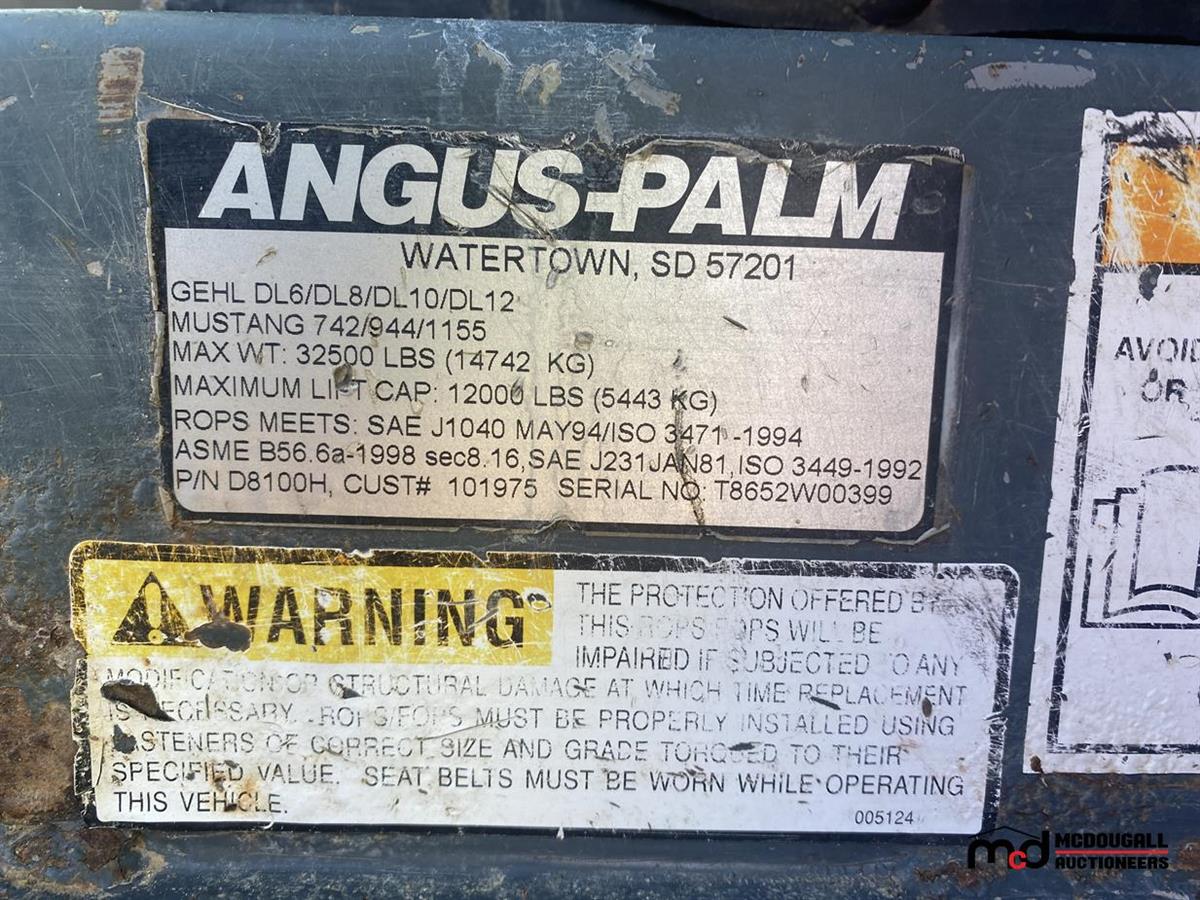 ANGUS-PALM
WATERTOWN, SD 57201
GEHL DL6/DL8/DL10/DL12
MUSTANG 742/944/1155
MAX WT: 32500 LBS (14742 KG)
MAXIMUM LIFT CAP: 12000 LBS (5443 KG)
ROPS MEETS: SAE J1040 MAY94/ISO 3471-1994
ASME B56.6a-1998 sec8.16, SAE J231JAN81, ISO 3449-1992
P/N D8100H, CUST# 101975 SERIAL NO: T8652W00399
WARNING
THE PROTECTION OFFERED BY
THIS ROPS FOPS WILL BE
IMPAIRED IF SUBJECTED TO ANY
MODIFICATION OR STRUCTURAL DAMAGE AT WHICH TIME REPLACEMENT
IS NECESSARY. ROPS/FOPS MUST BE PROPERLY INSTALLED USING
FASTENERS OF CORRECT SIZE AND GRADE TORQUED TO THEIR
SPECIFIED VALUE. SEAT BELTS MUST BE WORN WHILE OPERATING
THIS VEHICLE.
005124
AVOID
OR
mcd MCDOUGALL
AUCTIONEERS